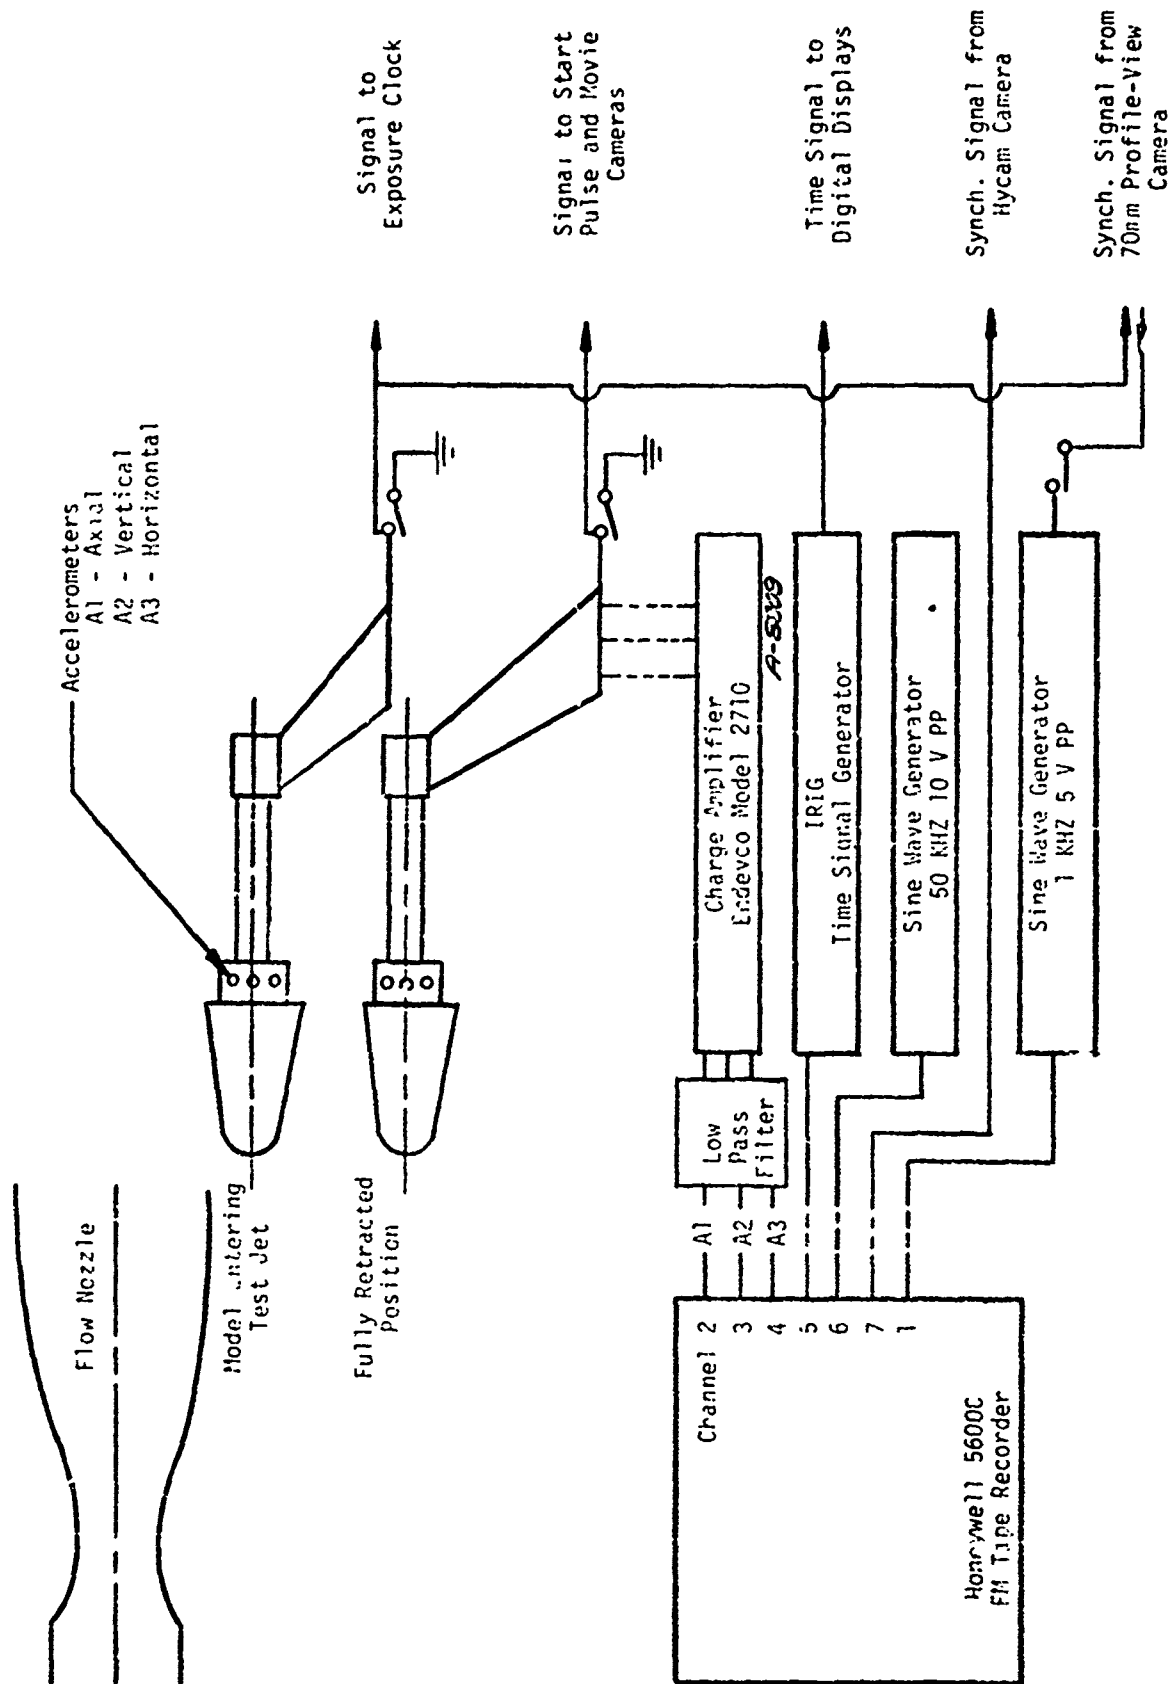 Flow Nozzle
Accelerometers
A1 - Axial
A2 - Vertical
A3 - Horizontal
Model
Test Jet
Fully Retracted
Position
Signal to
Exposure Clock
Signal to Start
Pulse and Movie
Cameras
Time Signal to
Digital Displays
Synch. Signal from
Hycam Camera
Synch. Signal from
70mm Profile-View
Camera
Charge Amplifier
Endevco Model 2710
IRIG
Time Signal Generator
Sine Wave Generator
50 KHZ 10 V PP
Sine Wave Generator
1 KHZ 5 V PP
Low
Pass
Filter
A1
A2
A3
Channel 2
3
4
5
6
7
1
Honeywell 5600C
FM Tape Recorder